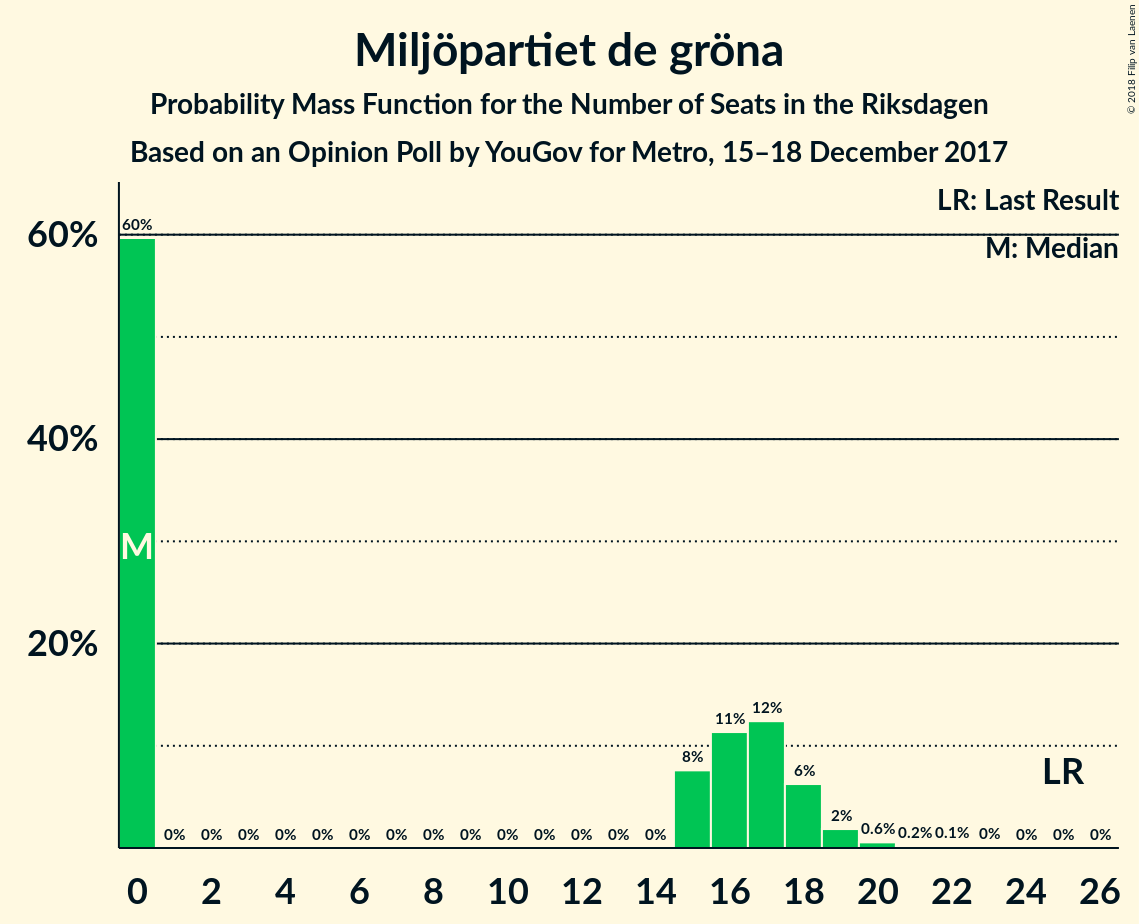 Miljöpartiet de gröna
Probability Mass Function for the Number of Seats in the Riksdagen
Based on an Opinion Poll by YouGov for Metro, 15–18 December 2017
© 2018 Filip van Laenen
LR: Last Result
M: Median
60%
40%
20%
60%
M
0% 0% 0% 0% 0% 0% 0% 0% 0% 0% 0% 0% 0% 0% 8% 11% 12% 6% 2% 0.6% 0.2% 0.1% 0% 0% 0% 0%
LR
0 2 4 6 8 10 12 14 16 18 20 22 24 26